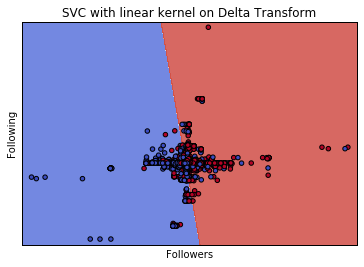 SVC with linear kernel on Delta Transform
Following
Followers